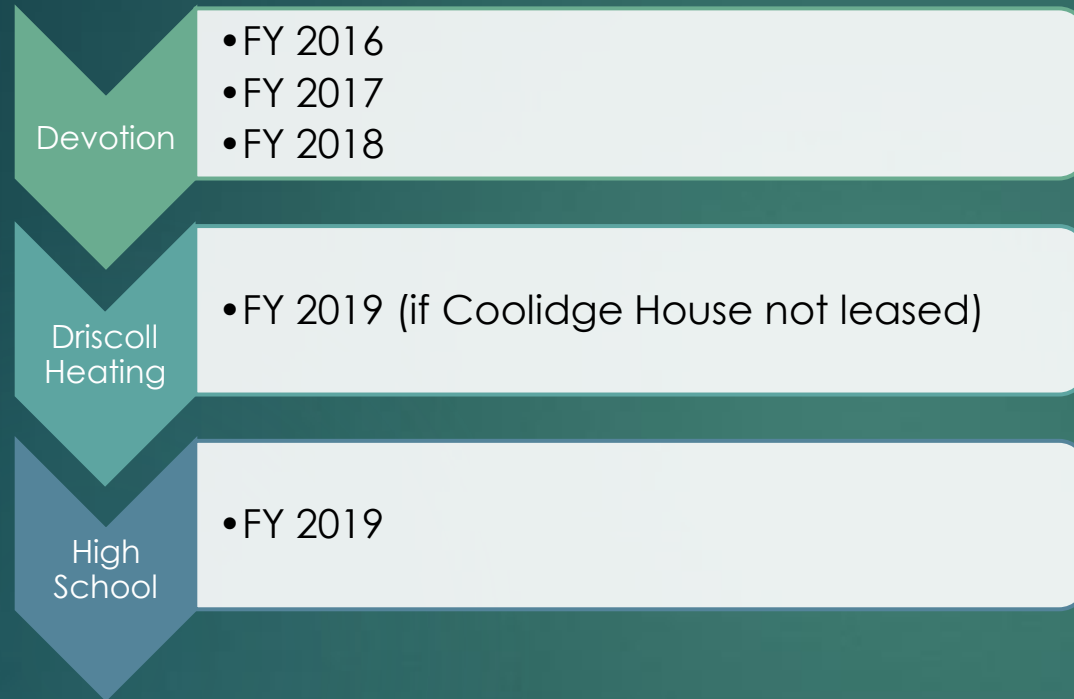 Devotion
•FY 2016
•FY 2017
•FY 2018
Driscoll
Heating
•FY 2019 (if Coolidge House not leased)
High
School
•FY 2019